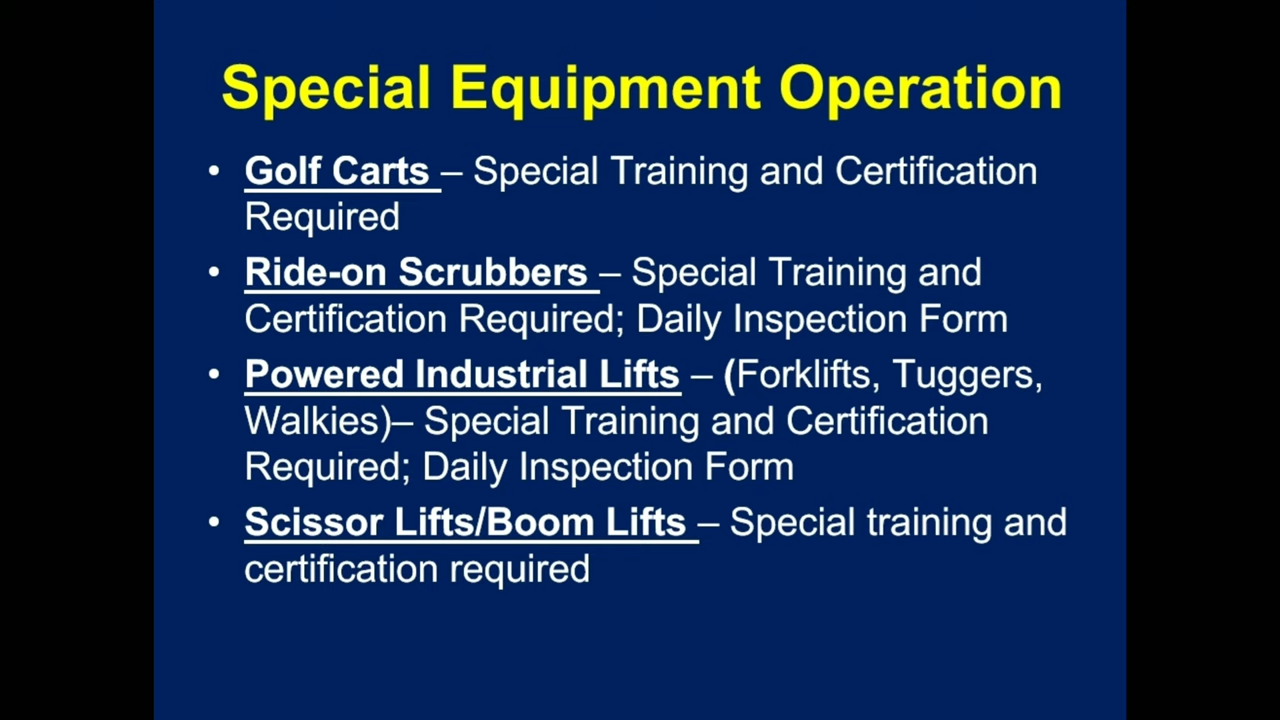 Special Equipment Operation
• Golf Carts – Special Training and Certification
Required
• Ride-on Scrubbers – Special Training and
Certification Required; Daily Inspection Form
• Powered Industrial Lifts – (Forklifts, Tuggers,
Walkies)– Special Training and Certification
Required; Daily Inspection Form
• Scissor Lifts/Boom Lifts – Special training and
certification required